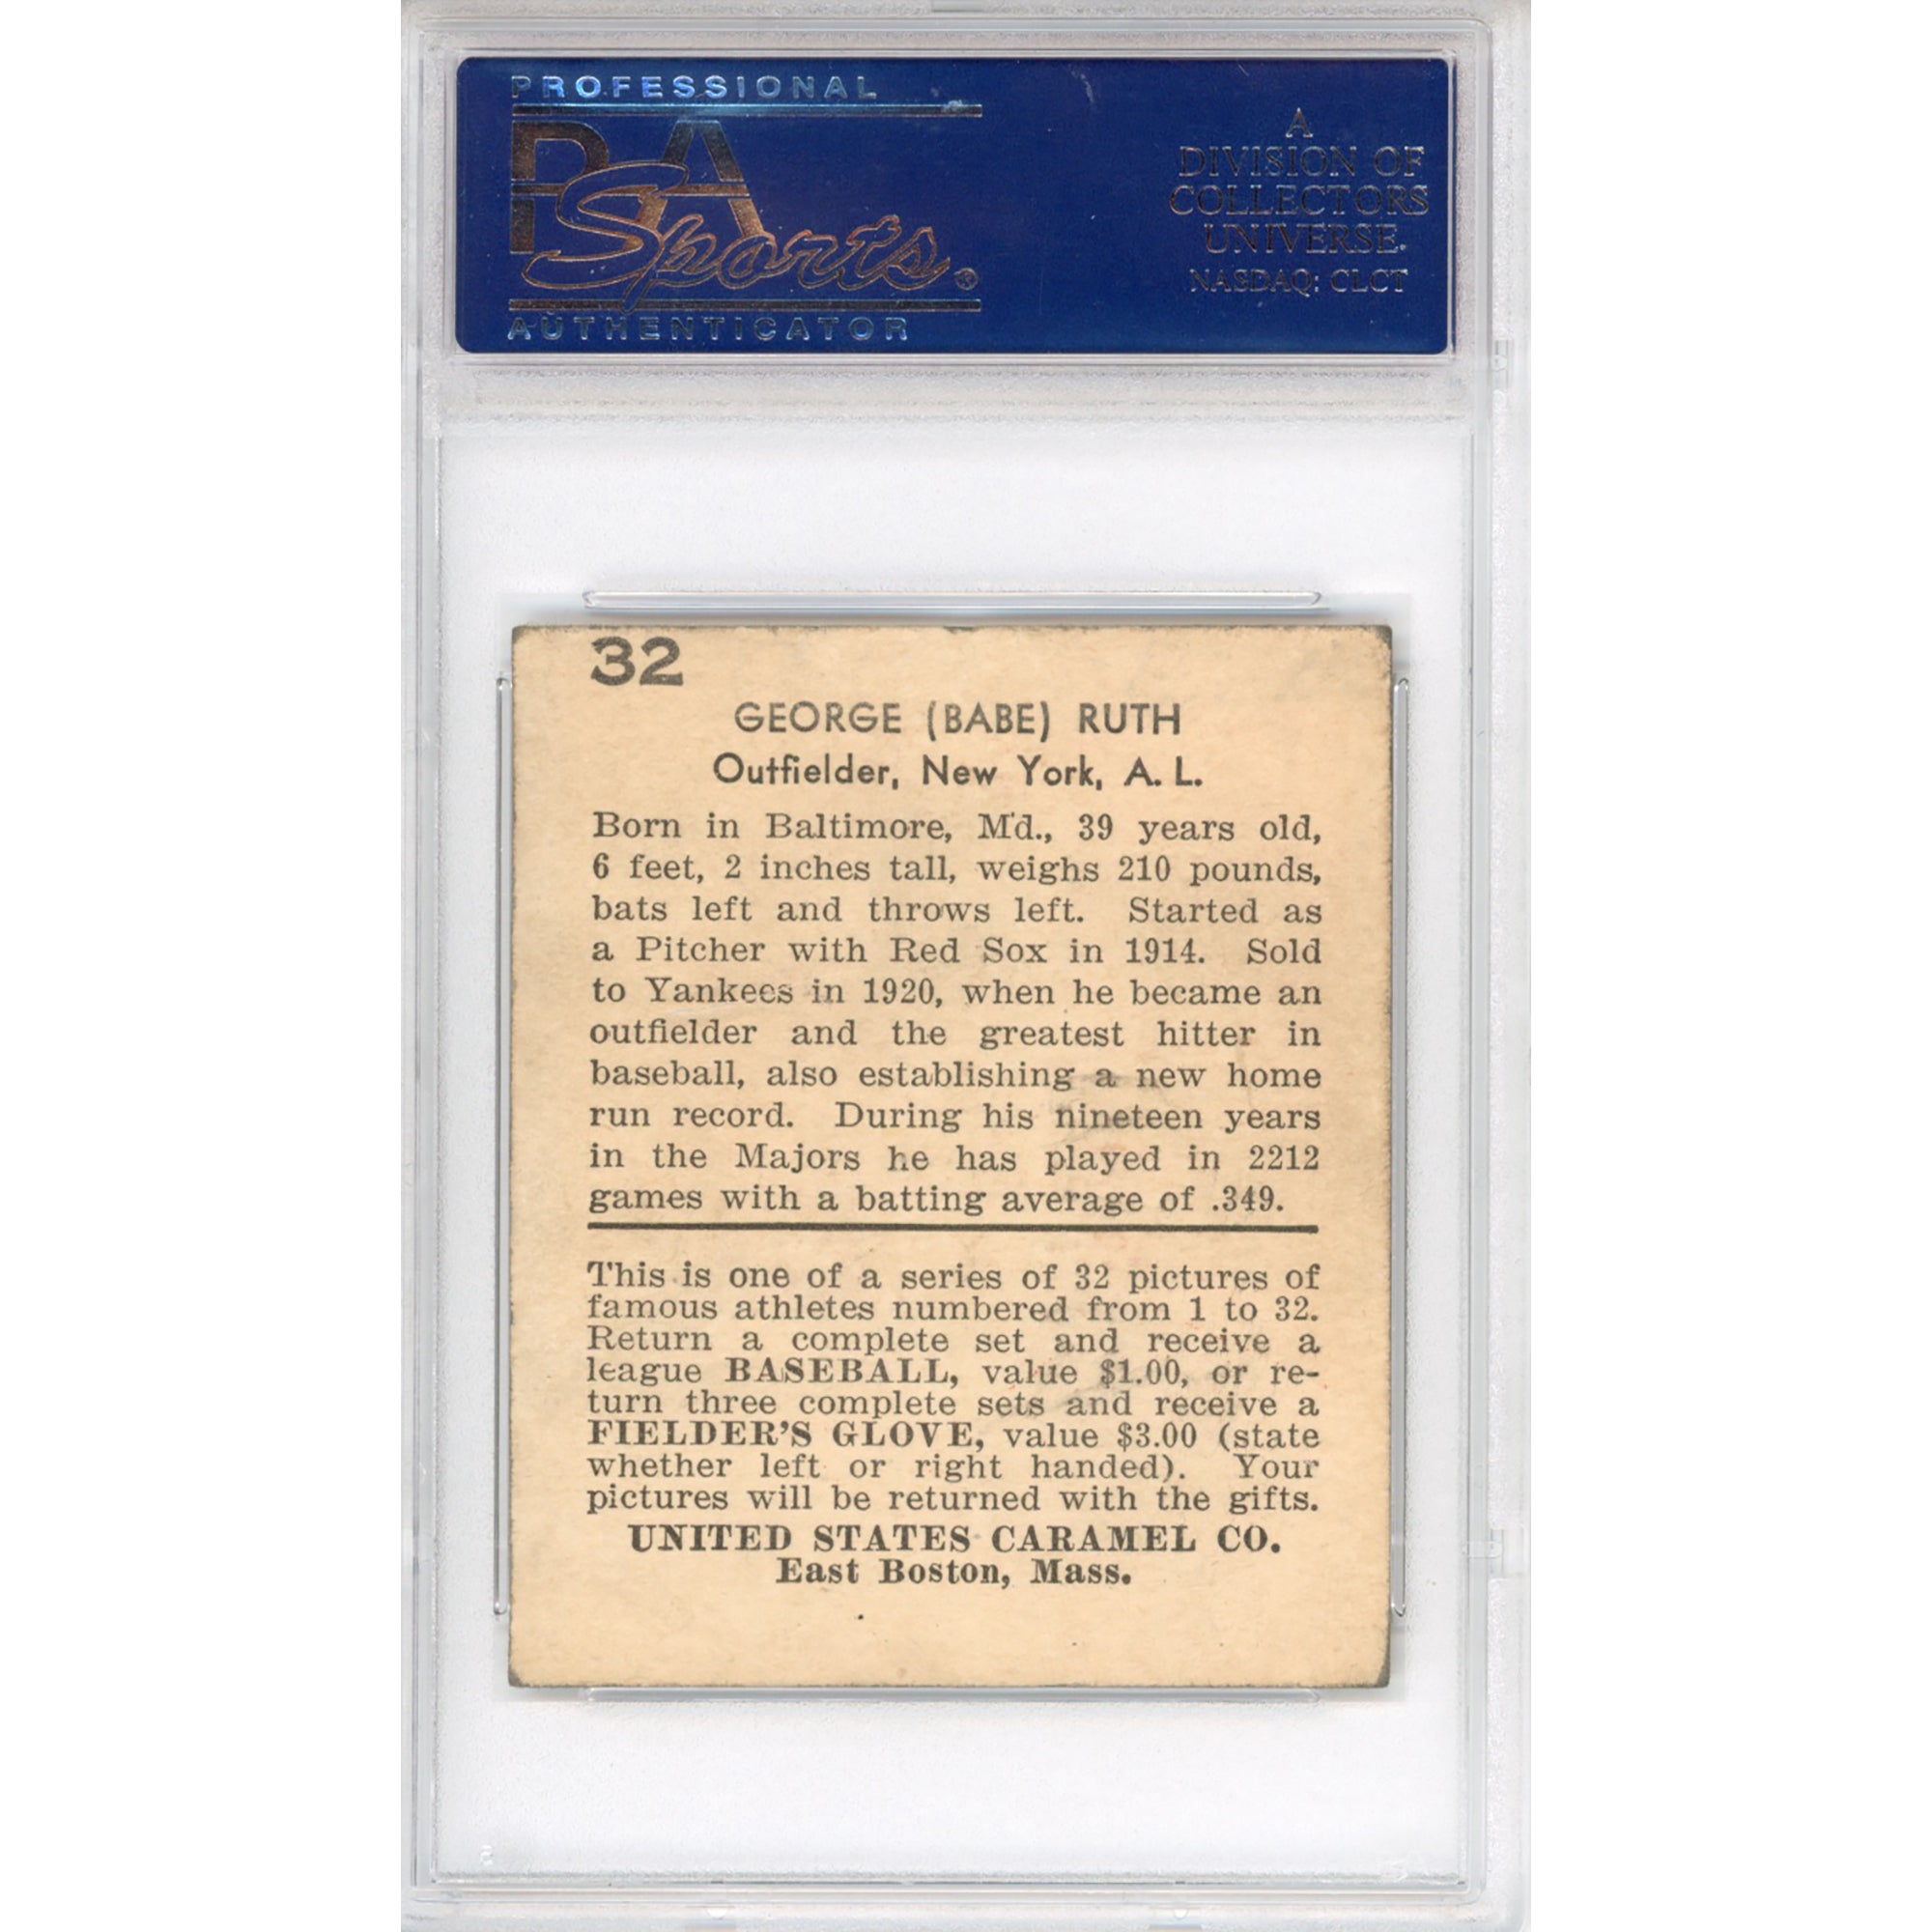 PROFESSIONAL
PSA
Sports®
AUTHENTICATOR
A
DIVISION OF
COLLECTORS
UNIVERSE.
NASDAQ: CLCT
32
GEORGE (BABE) RUTH
Outfielder, New York, A. L.
Born in Baltimore, M'd., 39 years old,
6 feet, 2 inches tall, weighs 210 pounds,
bats left and throws left. Started as
a Pitcher with Red Sox in 1914. Sold
to Yankees in 1920, when he became an
outfielder and the greatest hitter in
baseball, also establishing a new home
run record. During his nineteen years
in the Majors he has played in 2212
games with a batting average of .349.
This is one of a series of 32 pictures of
famous athletes numbered from 1 to 32.
Return a complete set and receive a
league BASEBALL, value $1.00, or re-
turn three complete sets and receive a
FIELDER'S GLOVE, value $3.00 (state
whether left or right handed). Your
pictures will be returned with the gifts.
UNITED STATES CARAMEL CO.
East Boston, Mass.